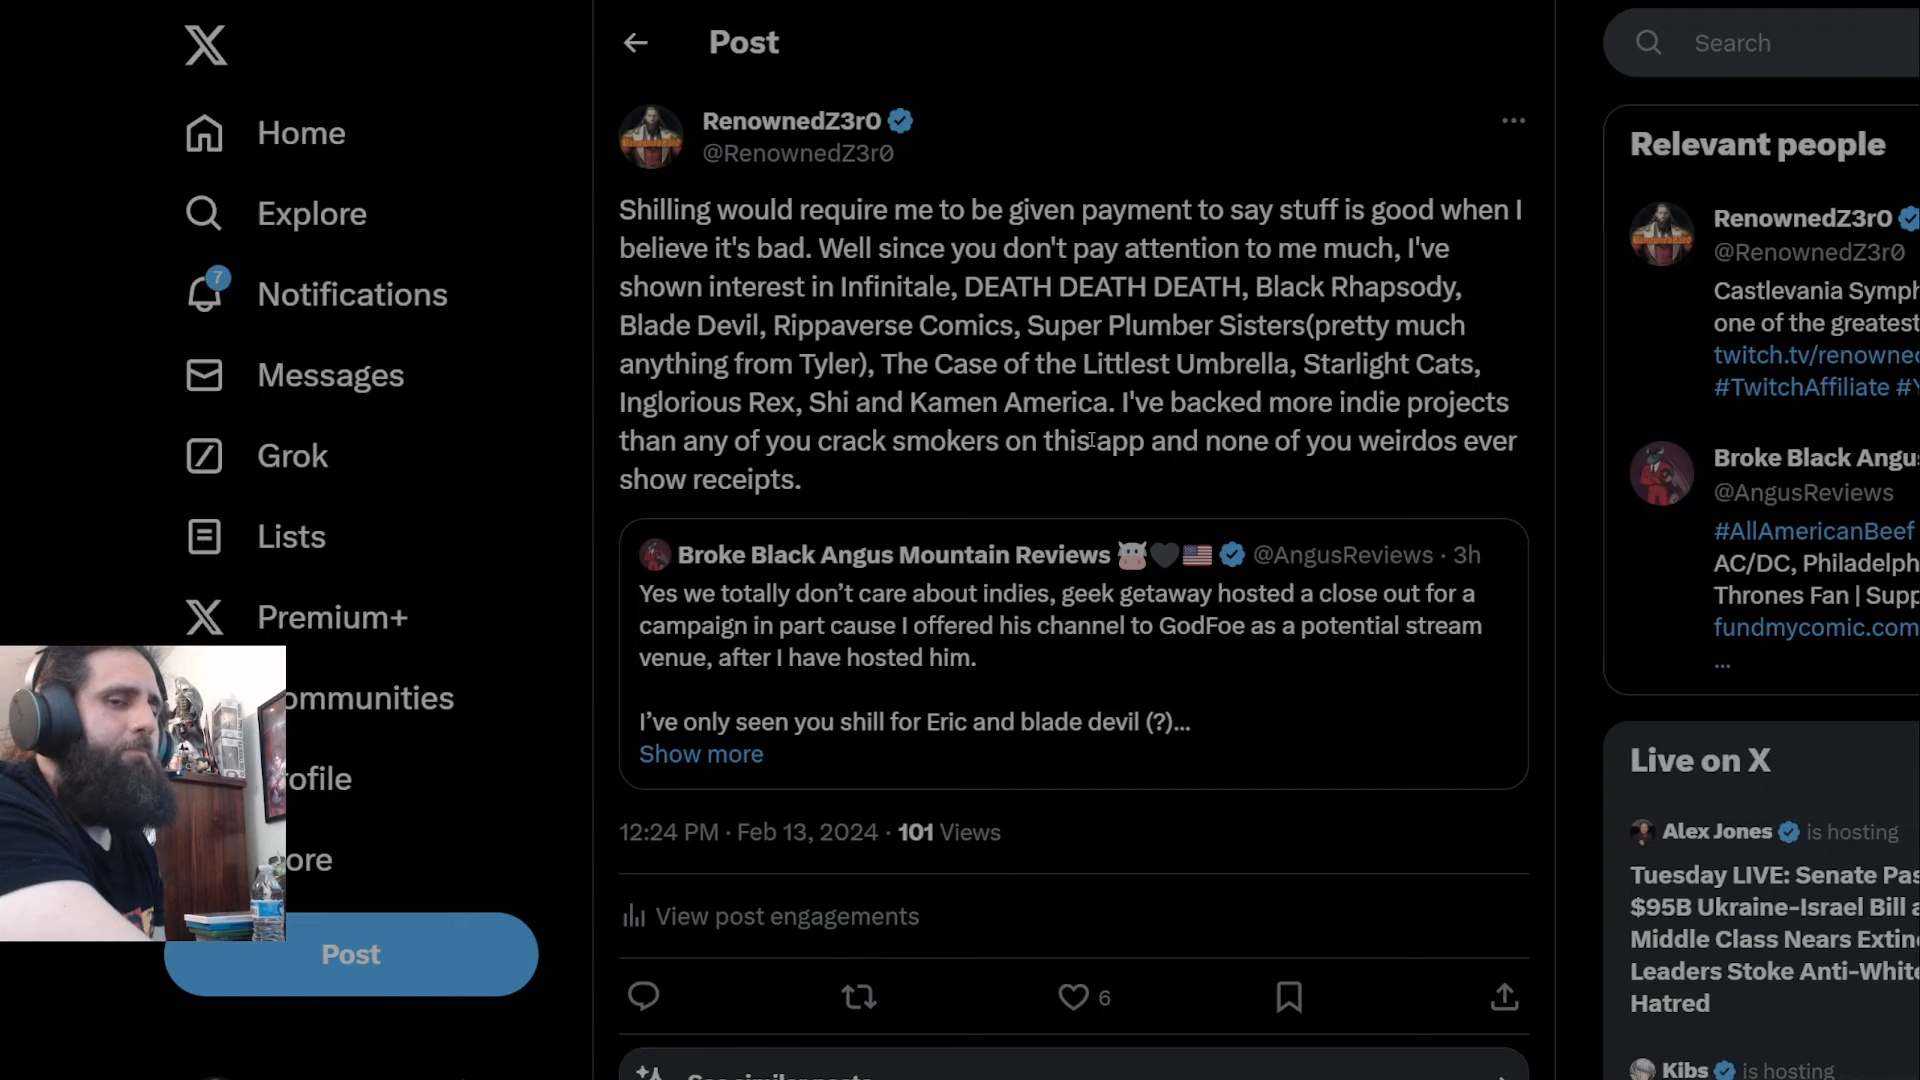 Post
Search
Home
Explore
7
Notifications
Messages
Grok
Lists
Premium+
ommunities
rofile
ore
Post
RenownedZ3r0
@RenownedZ3r0
Shilling would require me to be given payment to say stuff is good when I
believe it's bad. Well since you don't pay attention to me much, I've
shown interest in Infinitale, DEATH DEATH DEATH, Black Rhapsody,
Blade Devil, Rippaverse Comics, Super Plumber Sisters(pretty much
anything from Tyler), The Case of the Littlest Umbrella, Starlight Cats,
Inglorious Rex, Shi and Kamen America. I've backed more indie projects
than any of you crack smokers on this app and none of you weirdos ever
show receipts.
Broke Black Angus Mountain Reviews @AngusReviews · 3h
Yes we totally don’t care about indies, geek getaway hosted a close out for a
campaign in part cause I offered his channel to GodFoe as a potential stream
venue, after I have hosted him.
I’ve only seen you shill for Eric and blade devil (?)...
Show more
12:24 PM · Feb 13, 2024 · 101 Views
View post engagements
6
Relevant people
RenownedZ3r0
@RenownedZ3r0
Castlevania Symph
one of the greatest
twitch.tv/renowned
#TwitchAffiliate #Y
Broke Black Angus
@AngusReviews
#AllAmericanBeef
AC/DC, Philadelph
Thrones Fan | Supp
fundmycomic.com
...
Live on X
Alex Jones is hosting
Tuesday LIVE: Senate Pas
$95B Ukraine-Israel Bill a
Middle Class Nears Extinc
Leaders Stoke Anti-White
Hatred
Kibs is hosting